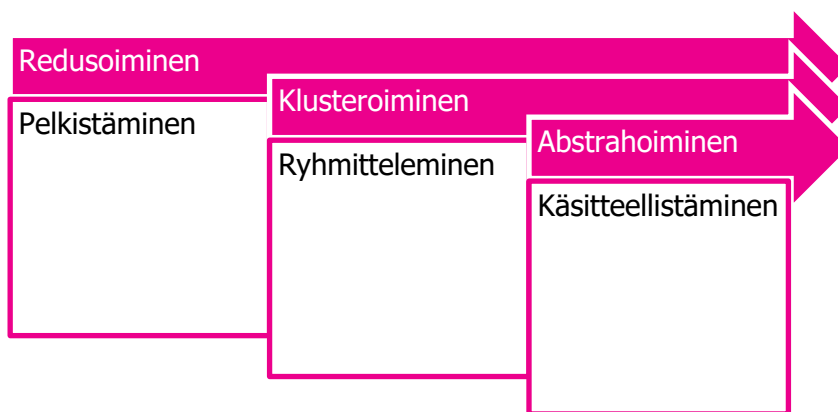 Redusoiminen
Pelkistäminen
Klusteroiminen
Ryhmitteleminen
Abstrahoiminen
Käsitteellistäminen